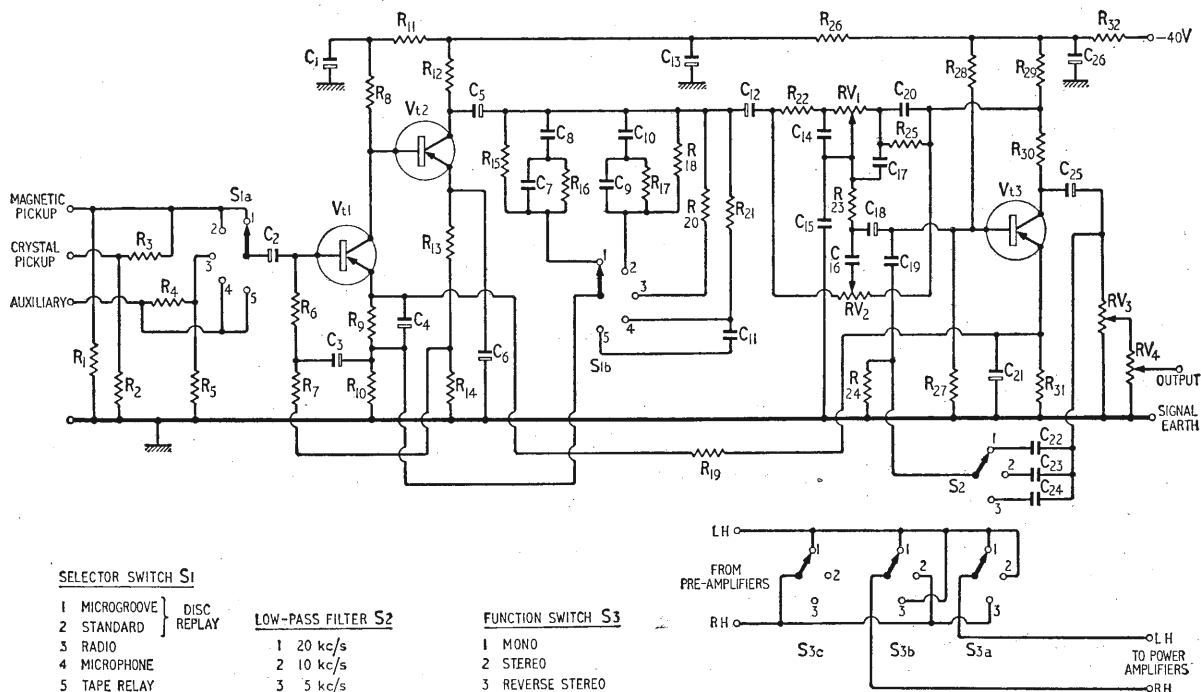 R11
R26
R32
−40V
C1
R8
R12
C13
R28
R29
C26
Vt2
C5
C12
R22
RV1
C20
C8
C10
C14
R25
R15
R18
R30
C7
R16
C9
R17
C17
C25
MAGNETIC PICKUP
S1a
1
2
Vt1
R20
R21
R23
Vt3
C2
C15
C18
CRYSTAL PICKUP
R3
3
R13
1
2
C16
C19
AUXILIARY
R4
4
5
R6
3
RV2
RV3
R9
C4
4
5
C11
RV4
R1
C3
C6
S1b
OUTPUT
R2
R5
R7
R10
R14
R24
R27
C21
R31
SIGNAL EARTH
R19
1
C22
S2
2
C23
3
C24
LH
1
1
1
FROM PRE-AMPLIFIERS
2
2
2
3
3
3
RH
S3c
S3b
S3a
LH
TO POWER AMPLIFIERS
RH
SELECTOR SWITCH S1
1 MICROGROOVE
2 STANDARD
DISC REPLAY
3 RADIO
4 MICROPHONE
5 TAPE RELAY
LOW-PASS FILTER S2
1 20 kc/s
2 10 kc/s
3 5 kc/s
FUNCTION SWITCH S3
1 MONO
2 STEREO
3 REVERSE STEREO